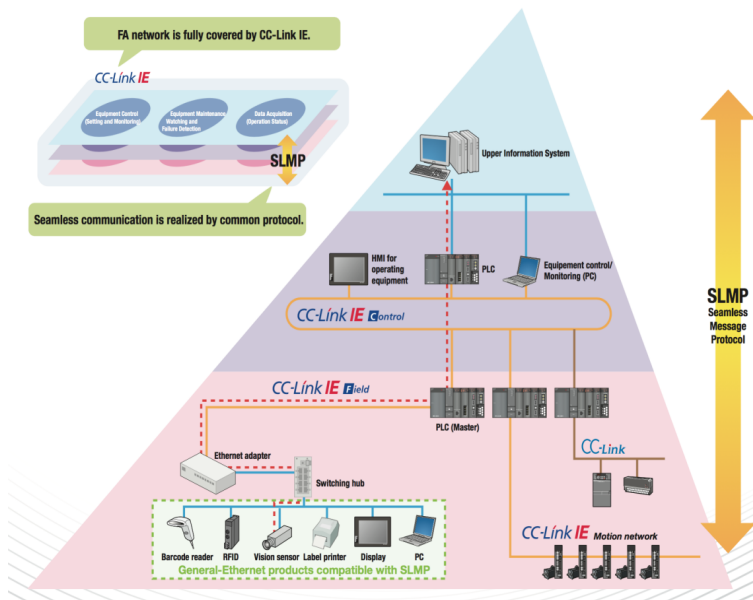 FA network is fully covered by CC-Link IE.
CC-Link IE
Equipment Control
(Setting and Monitoring)
Equipment Maintenance
Watching and
Failure Detection
Data Acquisition
(Operation Status)
SLMP
Seamless communication is realized by common protocol.
Upper Information System
HMI for
operating
equipment
PLC
Equipement control/
Monitoring (PC)
CC-Link IE Control
SLMP
Seamless
Message
Protocol
CC-Link IE Field
PLC (Master)
Ethernet adapter
Switching hub
CC-Link
Barcode reader
RFID
Vision sensor
Label printer
Display
PC
General-Ethernet products compatible with SLMP
CC-Link IE Motion network